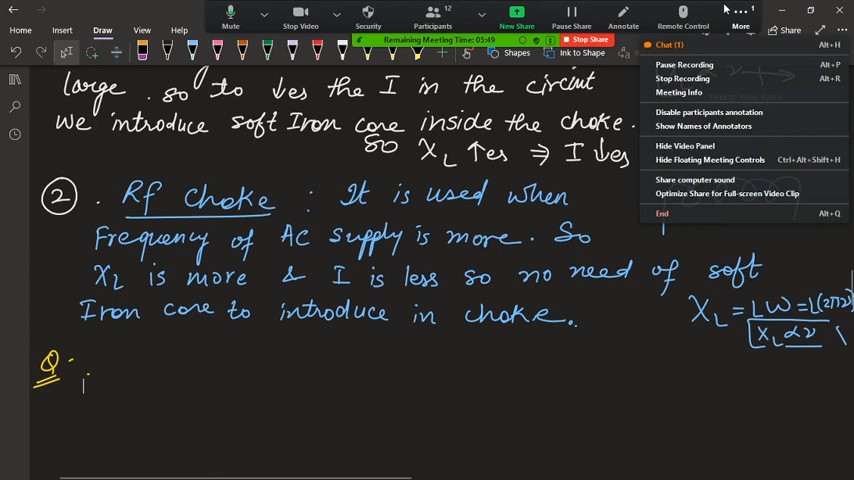 Mute
Stop Video
Security
12
Participants
New Share
Pause Share
Annotate
Remote Control
1
More
Home
Insert
Draw
View
Help
Remaining Meeting Time: 05:49
Stop Share
Share
Shapes
Ink to Shape
Chat (1) Alt+H
Pause Recording Alt+P
Stop Recording Alt+R
Meeting Info
Disable participants annotation
Show Names of Annotators
Hide Video Panel
Hide Floating Meeting Controls Ctrl+Alt+Shift+H
Share computer sound
Optimize Share for Full-screen Video Clip
End Alt+Q
large. so to ↓es the I in the circuit
we introduce soft Iron core inside the choke.
so X_L ↑es ⇒ I ↓es
② . Rf Choke : It is used when
Frequency of AC supply is more. So
X_L is more & I is less so no need of soft
Iron core to introduce in choke.
X_L = Lω = L(2πν)
X_L α ν
Q.